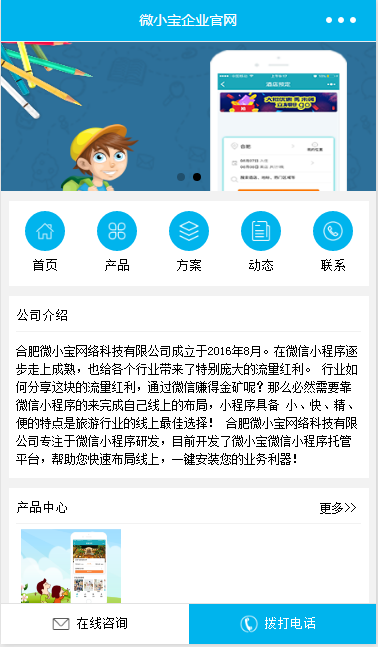 微小宝企业官网
酒店预定
合肥
首页
产品
方案
动态
联系
公司介绍
合肥微小宝网络科技有限公司成立于2016年8月。在微信小程序逐
步走上成熟，也给各个行业带来了特别庞大的流量红利。 行业如
何分享这块的流量红利，通过微信赚得金矿呢？那么必然需要靠
微信小程序的来完成自己线上的布局，小程序具备 小、快、精、
便的特点是旅游行业的线上最佳选择！ 合肥微小宝网络科技有限
公司专注于微信小程序研发，目前开发了微小宝微信小程序托管
平台，帮助您快速布局线上，一键安装您的业务利器！
产品中心
更多>>
在线咨询
拨打电话